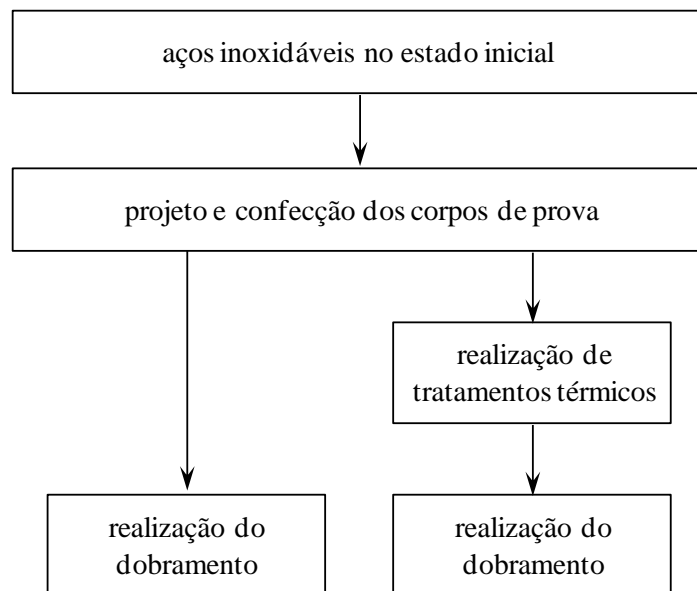 aços inoxidáveis no estado inicial
projeto e confecção dos corpos de prova
realização de
tratamentos térmicos
realização do
dobramento
realização do
dobramento